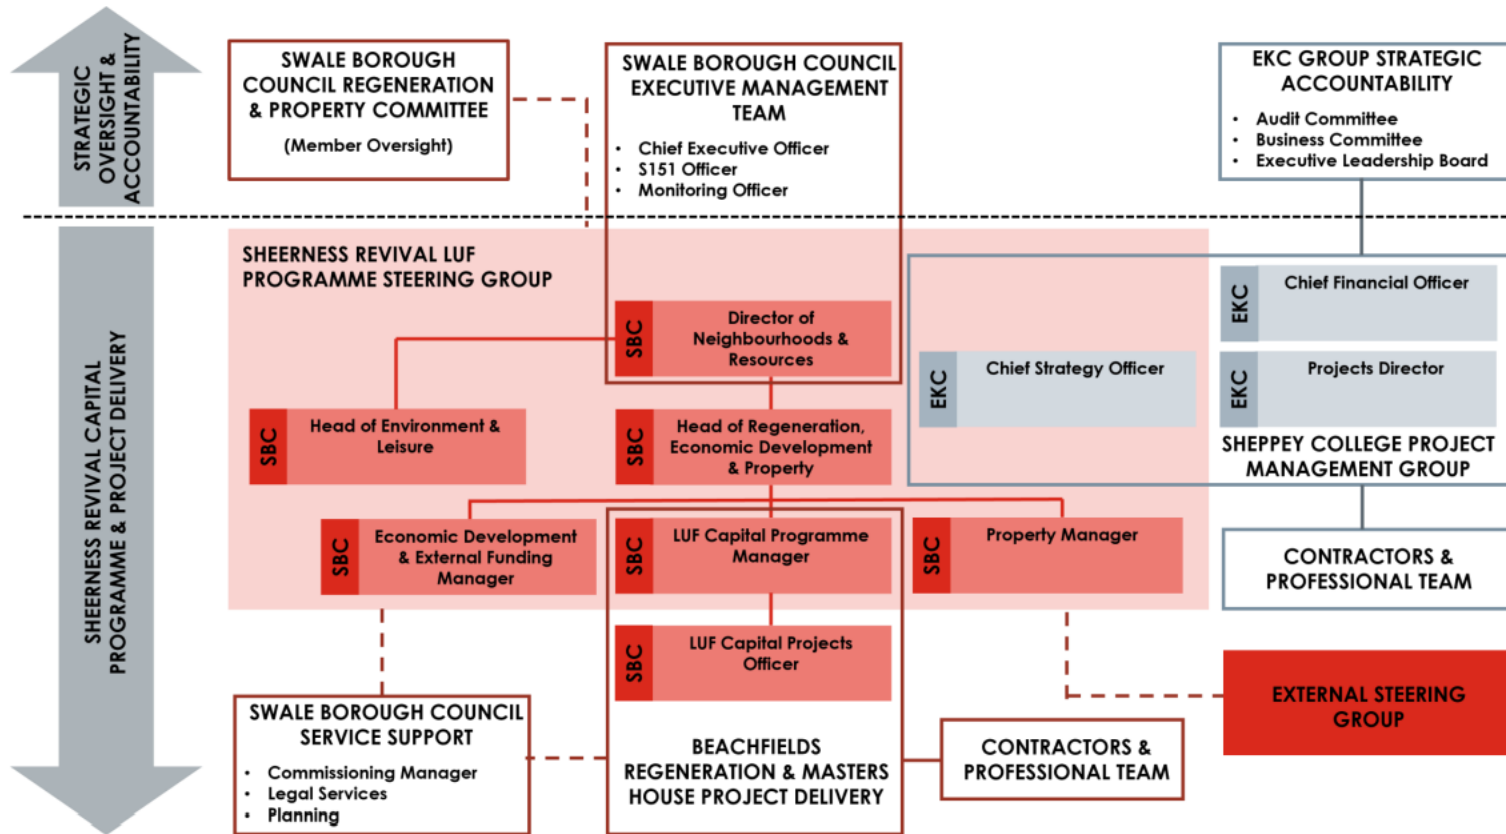 STRATEGIC
OVERSIGHT &
ACCOUNTABILITY
SWALE BOROUGH
COUNCIL REGENERATION
& PROPERTY COMMITTEE
(Member Oversight)
SWALE BOROUGH COUNCIL
EXECUTIVE MANAGEMENT
TEAM
• Chief Executive Officer
• S151 Officer
• Monitoring Officer
EKC GROUP STRATEGIC
ACCOUNTABILITY
• Audit Committee
• Business Committee
• Executive Leadership Board
SHEERNESS REVIVAL CAPITAL
PROGRAMME & PROJECT DELIVERY
SHEERNESS REVIVAL LUF
PROGRAMME STEERING GROUP
SBC
Director of
Neighbourhoods &
Resources
EKC
Chief Strategy Officer
EKC
Chief Financial Officer
EKC
Projects Director
SHEPPEY COLLEGE PROJECT
MANAGEMENT GROUP
SBC
Head of Environment &
Leisure
SBC
Head of Regeneration,
Economic Development
& Property
SBC
Economic Development
& External Funding
Manager
SBC
LUF Capital Programme
Manager
SBC
Property Manager
CONTRACTORS &
PROFESSIONAL TEAM
SBC
LUF Capital Projects
Officer
EXTERNAL STEERING
GROUP
SWALE BOROUGH COUNCIL
SERVICE SUPPORT
• Commissioning Manager
• Legal Services
• Planning
BEACHFIELDS
REGENERATION & MASTERS
HOUSE PROJECT DELIVERY
CONTRACTORS &
PROFESSIONAL TEAM